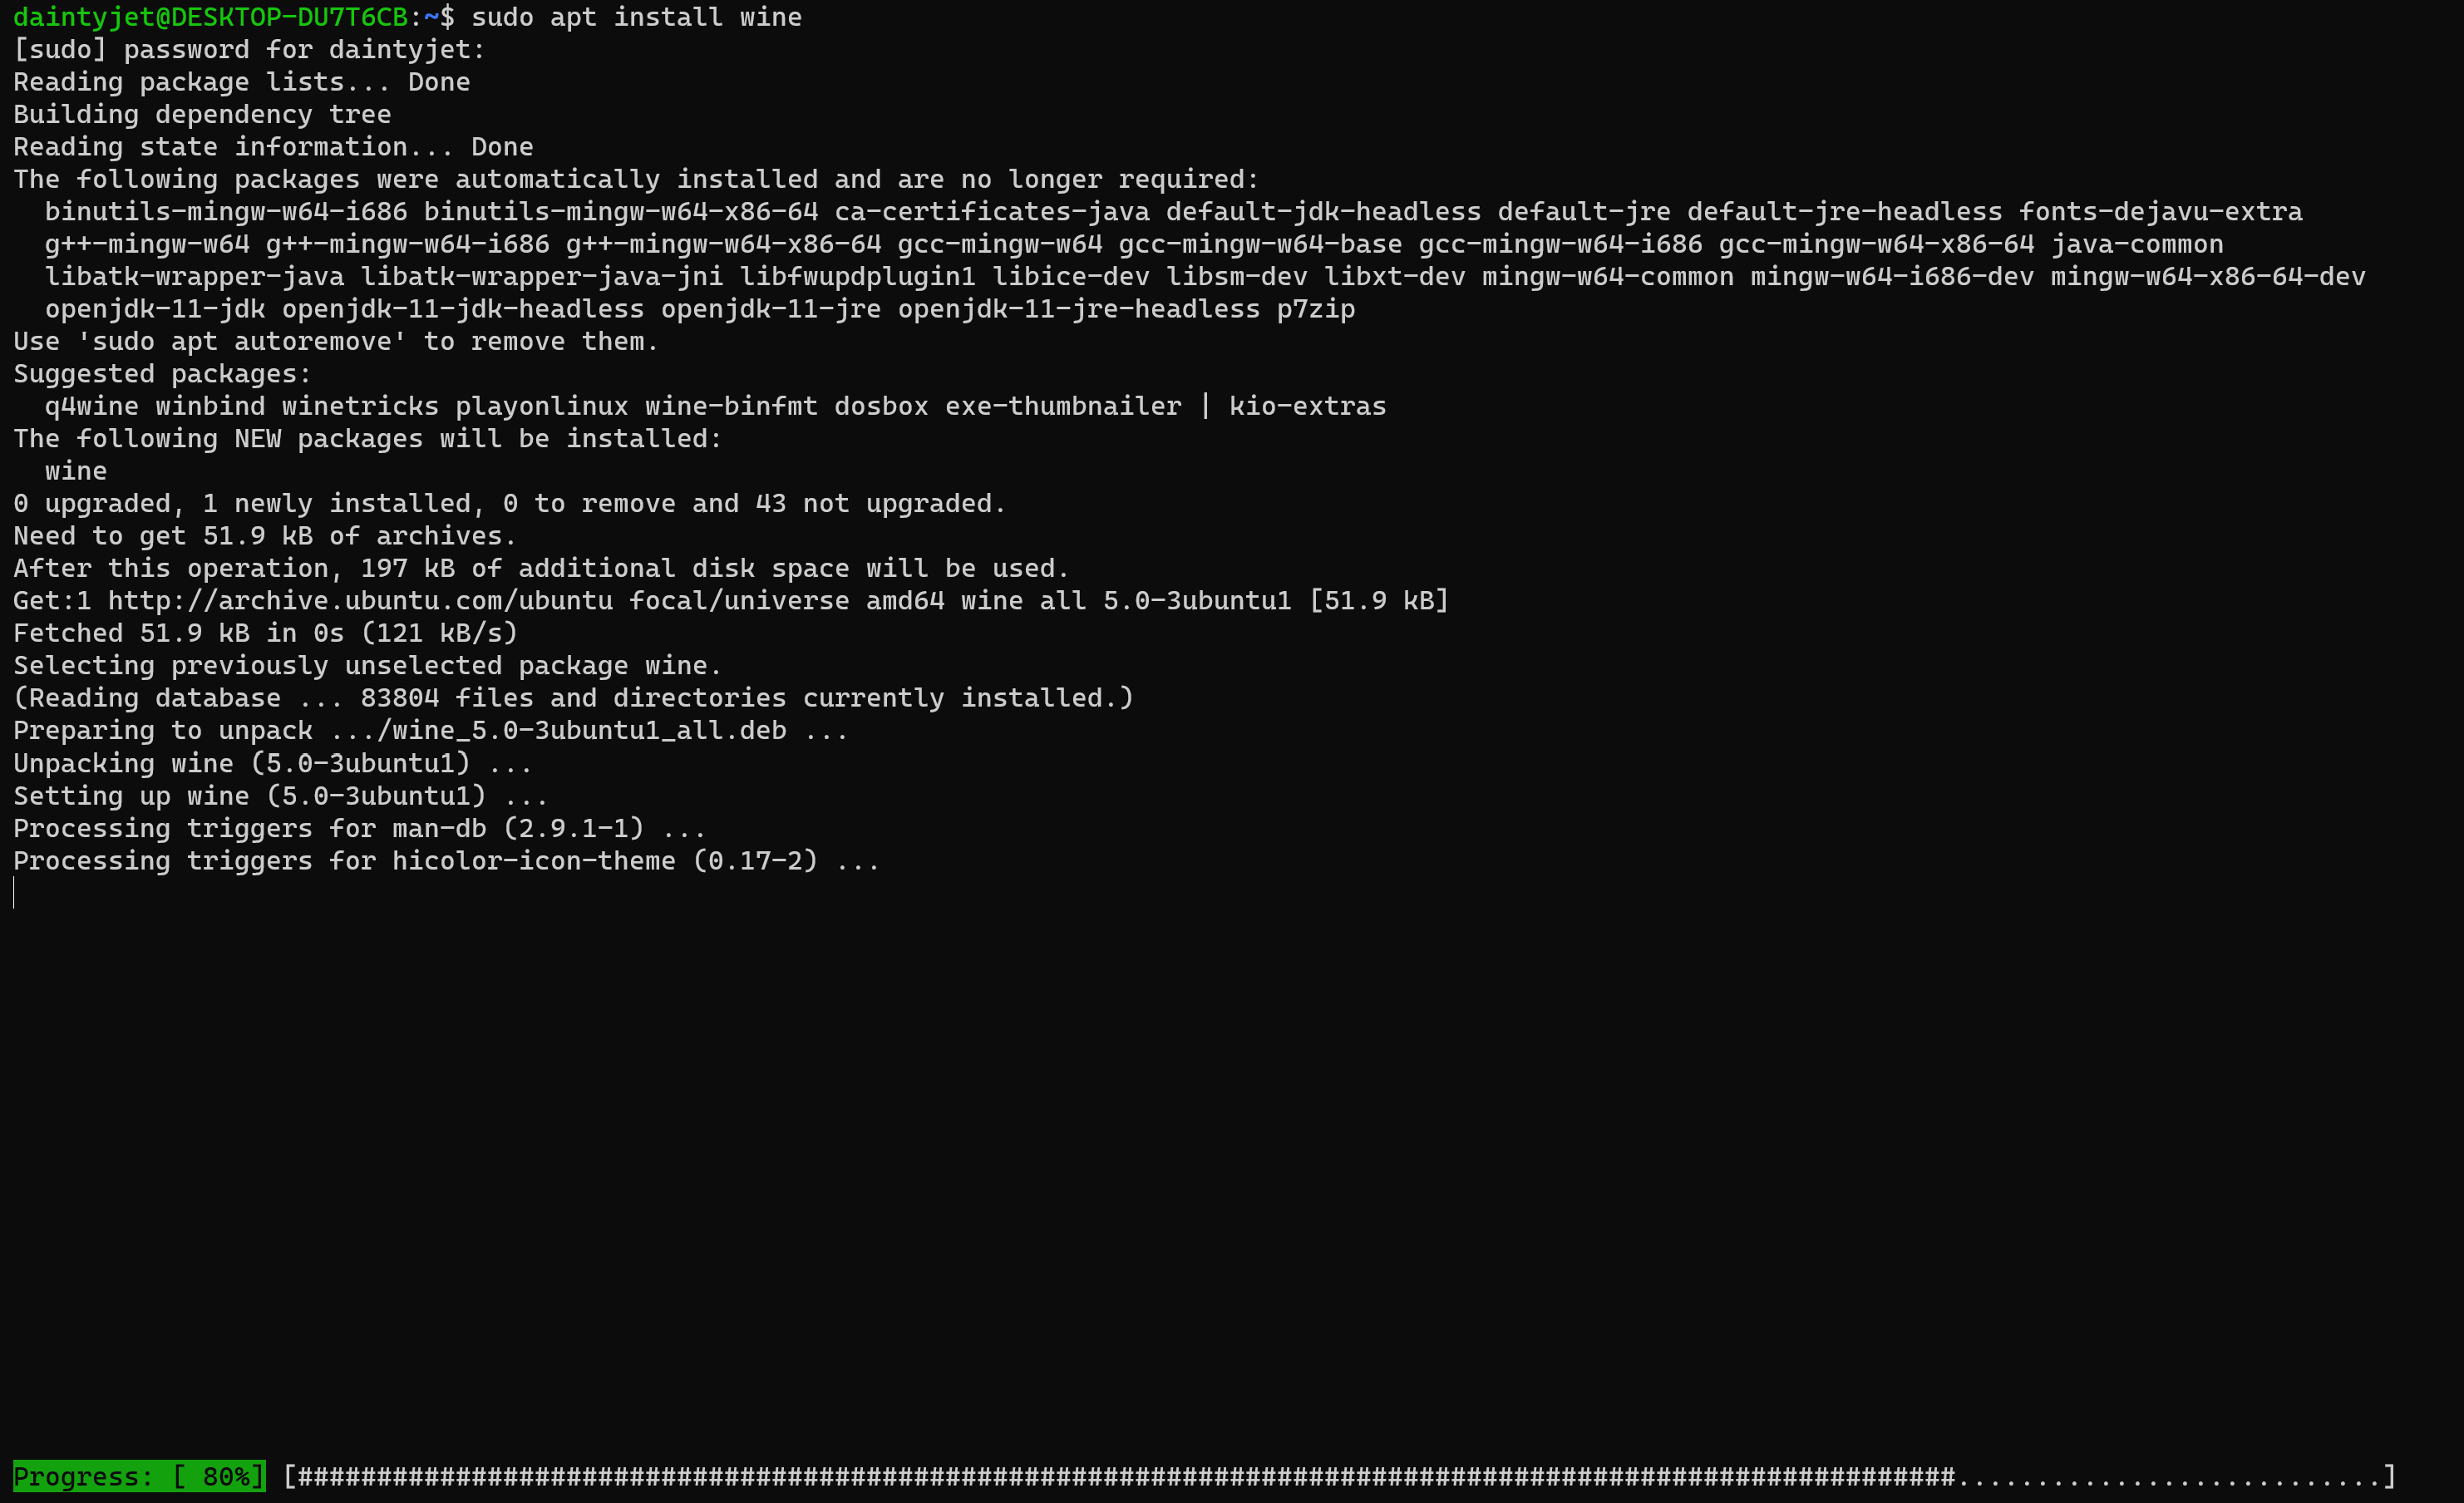 daintyjet@DESKTOP-DU7T6CB:~$ sudo apt install wine
[sudo] password for daintyjet:
Reading package lists... Done
Building dependency tree
Reading state information... Done
The following packages were automatically installed and are no longer required:
  binutils-mingw-w64-i686 binutils-mingw-w64-x86-64 ca-certificates-java default-jdk-headless default-jre default-jre-headless fonts-dejavu-extra
  g++-mingw-w64 g++-mingw-w64-i686 g++-mingw-w64-x86-64 gcc-mingw-w64 gcc-mingw-w64-base gcc-mingw-w64-i686 gcc-mingw-w64-x86-64 java-common
  libatk-wrapper-java libatk-wrapper-java-jni libfwupdplugin1 libice-dev libsm-dev libxt-dev mingw-w64-common mingw-w64-i686-dev mingw-w64-x86-64-dev
  openjdk-11-jdk openjdk-11-jdk-headless openjdk-11-jre openjdk-11-jre-headless p7zip
Use 'sudo apt autoremove' to remove them.
Suggested packages:
  q4wine winbind winetricks playonlinux wine-binfmt dosbox exe-thumbnailer | kio-extras
The following NEW packages will be installed:
  wine
0 upgraded, 1 newly installed, 0 to remove and 43 not upgraded.
Need to get 51.9 kB of archives.
After this operation, 197 kB of additional disk space will be used.
Get:1 http://archive.ubuntu.com/ubuntu focal/universe amd64 wine all 5.0-3ubuntu1 [51.9 kB]
Fetched 51.9 kB in 0s (121 kB/s)
Selecting previously unselected package wine.
(Reading database ... 83804 files and directories currently installed.)
Preparing to unpack .../wine_5.0-3ubuntu1_all.deb ...
Unpacking wine (5.0-3ubuntu1) ...
Setting up wine (5.0-3ubuntu1) ...
Processing triggers for man-db (2.9.1-1) ...
Processing triggers for hicolor-icon-theme (0.17-2) ...
Progress: [ 80%] [#########################################################################################################...........................]